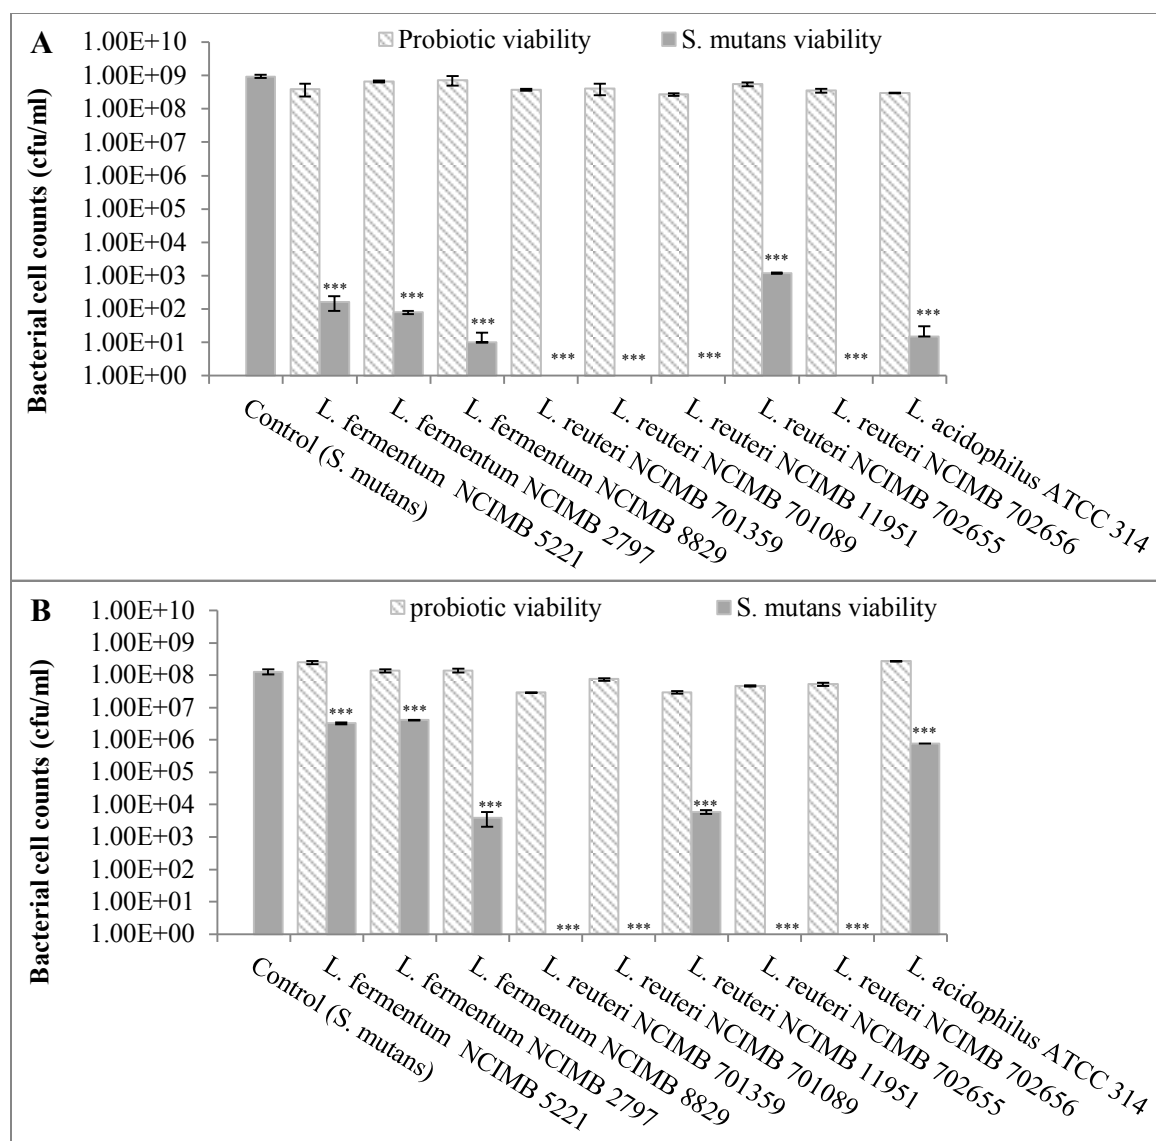 A
Probiotic viability
S. mutans viability
Bacterial cell counts (cfu/ml)
1.00E+10
1.00E+09
1.00E+08
1.00E+07
1.00E+06
1.00E+05
1.00E+04
1.00E+03
1.00E+02
1.00E+01
1.00E+00
***
***
***
***
***
***
***
***
***
Control (S. mutans)
L. fermentum  NCIMB 5221
L. fermentum NCIMB 2797
L. fermentum NCIMB 8829
L. reuteri NCIMB 701359
L. reuteri NCIMB 701089
L. reuteri NCIMB 11951
L. reuteri NCIMB 702655
L. reuteri NCIMB 702656
L. acidophilus ATCC 314
B
probiotic viability
S. mutans viability
Bacterial cell counts (cfu/ml)
1.00E+10
1.00E+09
1.00E+08
1.00E+07
1.00E+06
1.00E+05
1.00E+04
1.00E+03
1.00E+02
1.00E+01
1.00E+00
***
***
***
***
***
***
***
***
***
Control (S. mutans)
L. fermentum  NCIMB 5221
L. fermentum NCIMB 2797
L. fermentum NCIMB 8829
L. reuteri NCIMB 701359
L. reuteri NCIMB 701089
L. reuteri NCIMB 11951
L. reuteri NCIMB 702655
L. reuteri NCIMB 702656
L. acidophilus ATCC 314